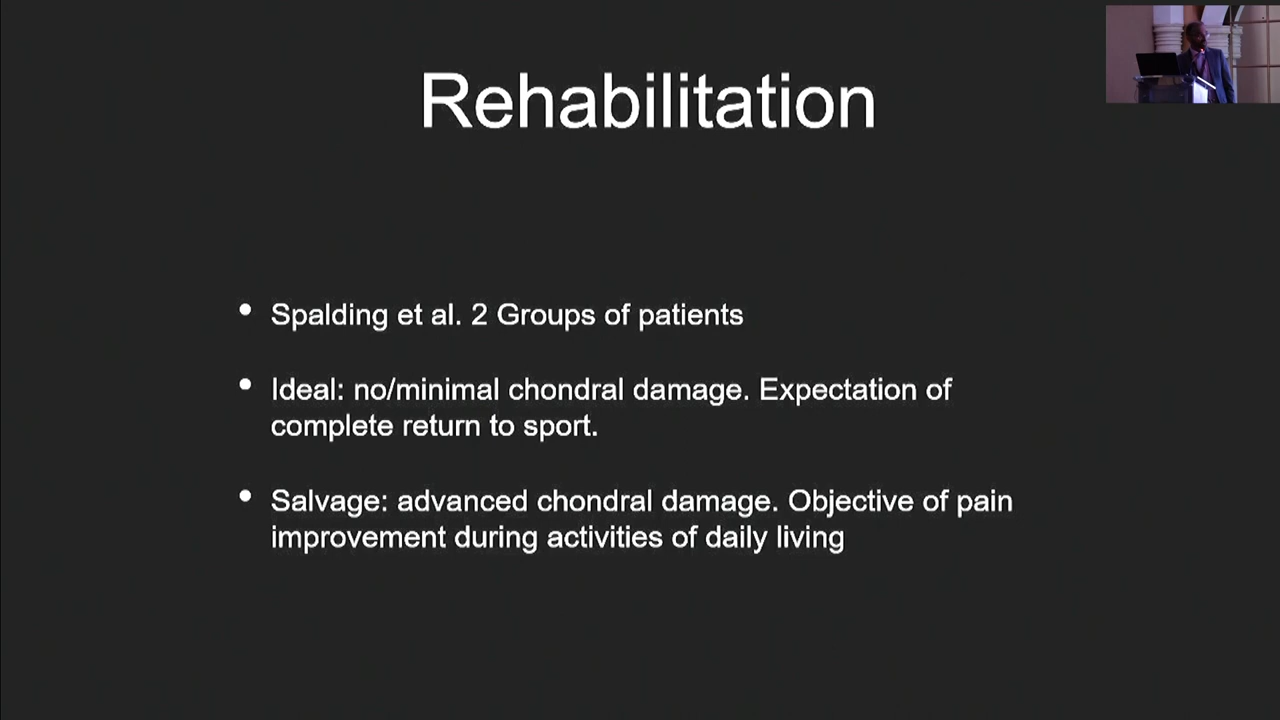 Rehabilitation
• Spalding et al. 2 Groups of patients
• Ideal: no/minimal chondral damage. Expectation of
complete return to sport.
• Salvage: advanced chondral damage. Objective of pain
improvement during activities of daily living